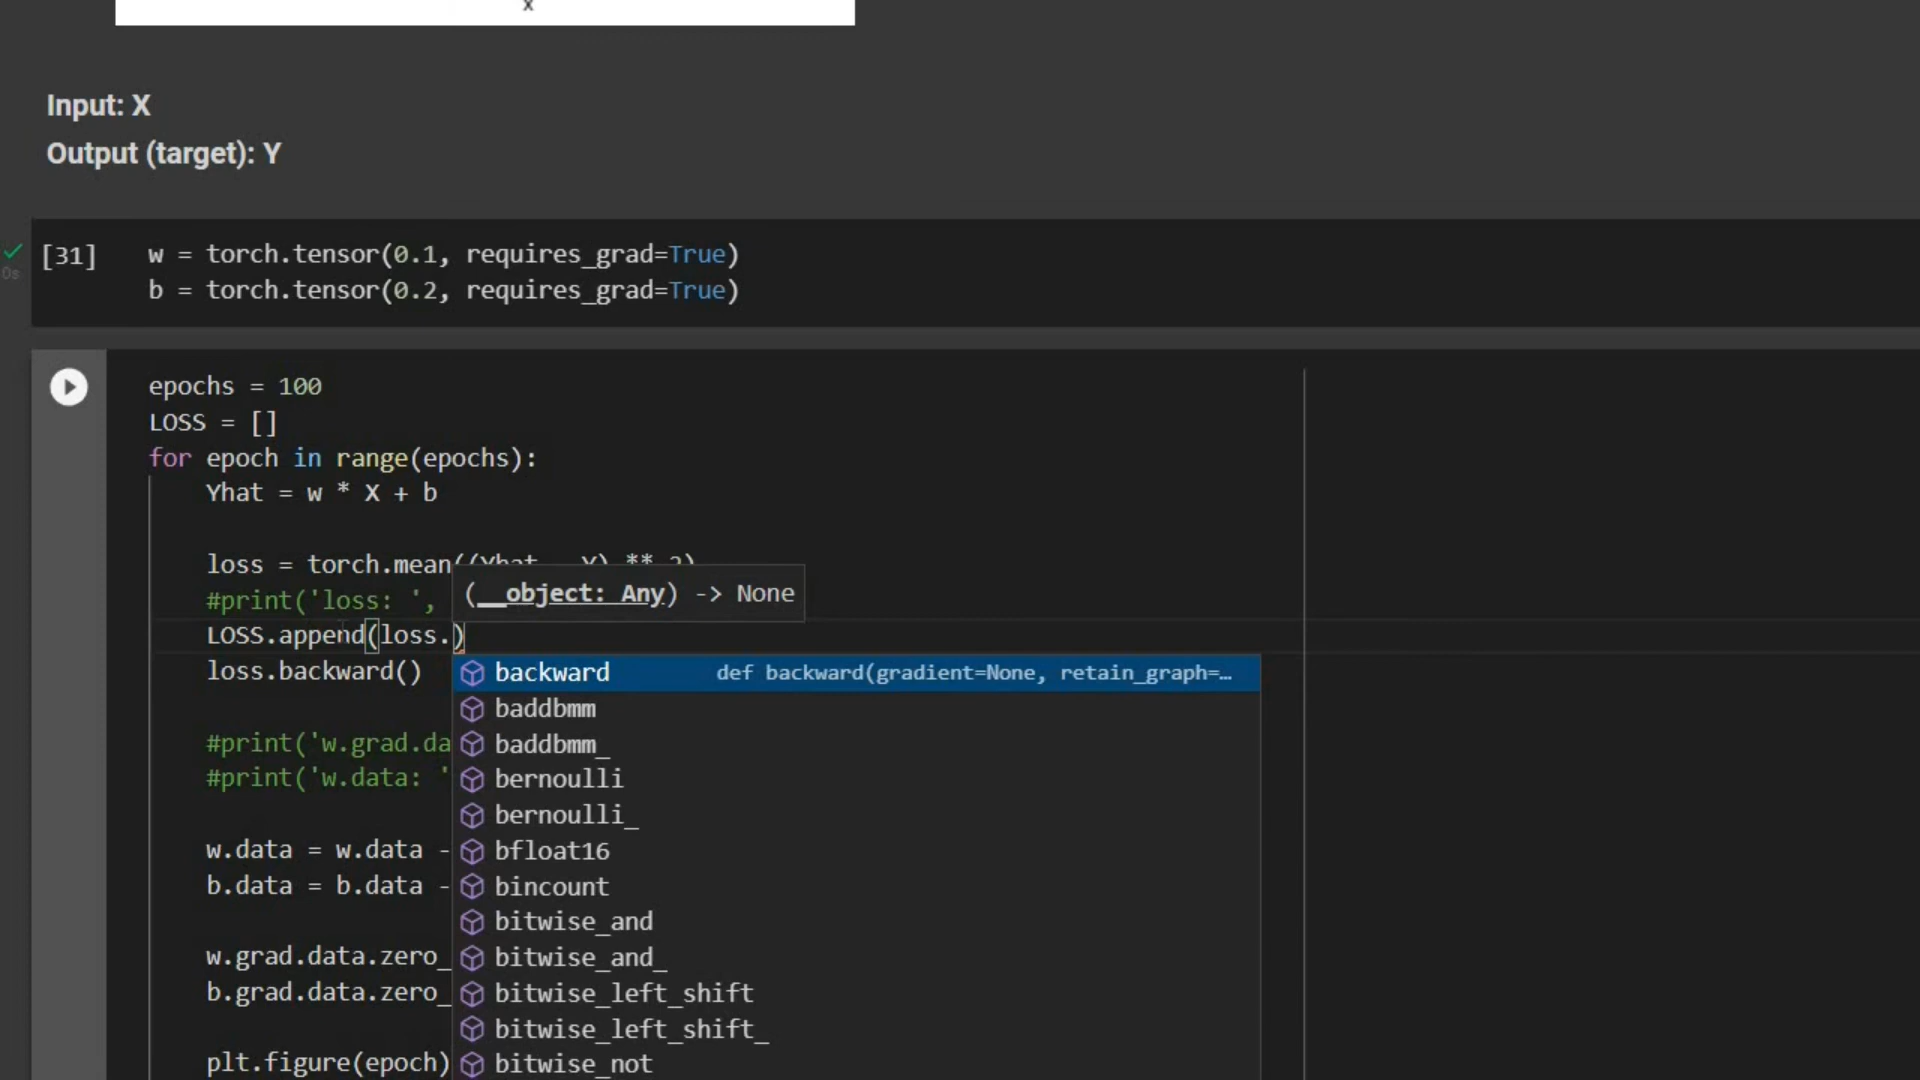 x
Input: X
Output (target): Y
[31]
0s
w = torch.tensor(0.1, requires_grad=True)
b = torch.tensor(0.2, requires_grad=True)
epochs = 100
LOSS = []
for epoch in range(epochs):
Yhat = w * X + b
loss = torch.mean((Yhat - Y) ** 2)
#print('loss: ',
(__object: Any) -> None
LOSS.append(loss.)
loss.backward()
backward def backward(gradient=None, retain_graph=…
baddbmm
#print('w.grad.da
baddbmm_
#print('w.data: '
bernoulli
bernoulli_
w.data = w.data -
bfloat16
b.data = b.data -
bincount
bitwise_and
w.grad.data.zero_
bitwise_and_
b.grad.data.zero_
bitwise_left_shift
bitwise_left_shift_
plt.figure(epoch)
bitwise_not